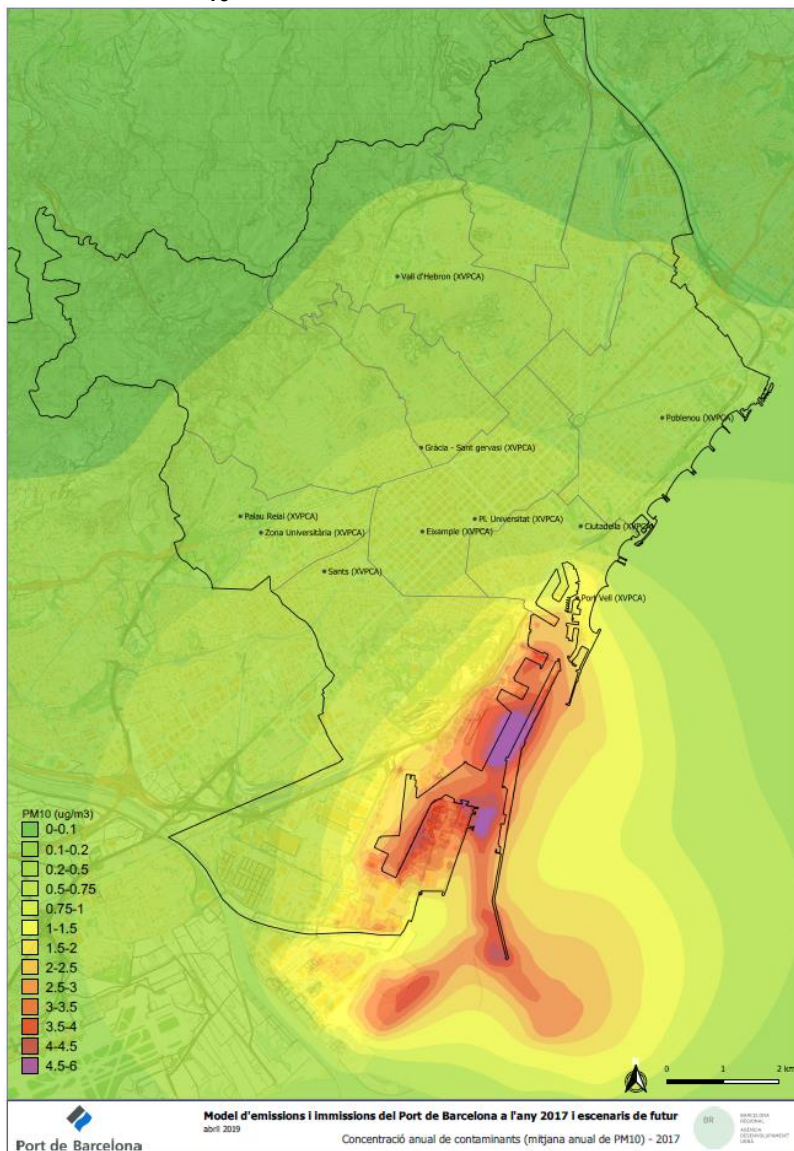 Vall d'Hebron (XVPCA)
Poblenou (XVPCA)
Gràcia - Sant gervasi (XVPCA)
Palau Reial (XVPCA)
Pl. Universitat (XVPCA)
Ciutadella (XVPCA)
Zona Universitària (XVPCA)
Eixample (XVPCA)
Sants (XVPCA)
Port Vell (XVPCA)
PM10 (ug/m3)
0-0.1
0.1-0.2
0.2-0.5
0.5-0.75
0.75-1
1-1.5
1.5-2
2-2.5
2.5-3
3-3.5
3.5-4
4-4.5
4.5-6
0 1 2 km
Port de Barcelona
Model d'emissions i immissions del Port de Barcelona a l'any 2017 i escenaris de futur
abril 2019
Concentració anual de contaminants (mitjana anual de PM10) - 2017
BR
BARCELONA
REGIONAL
AGÈNCIA
DESENVOLUPAMENT
URBÀ